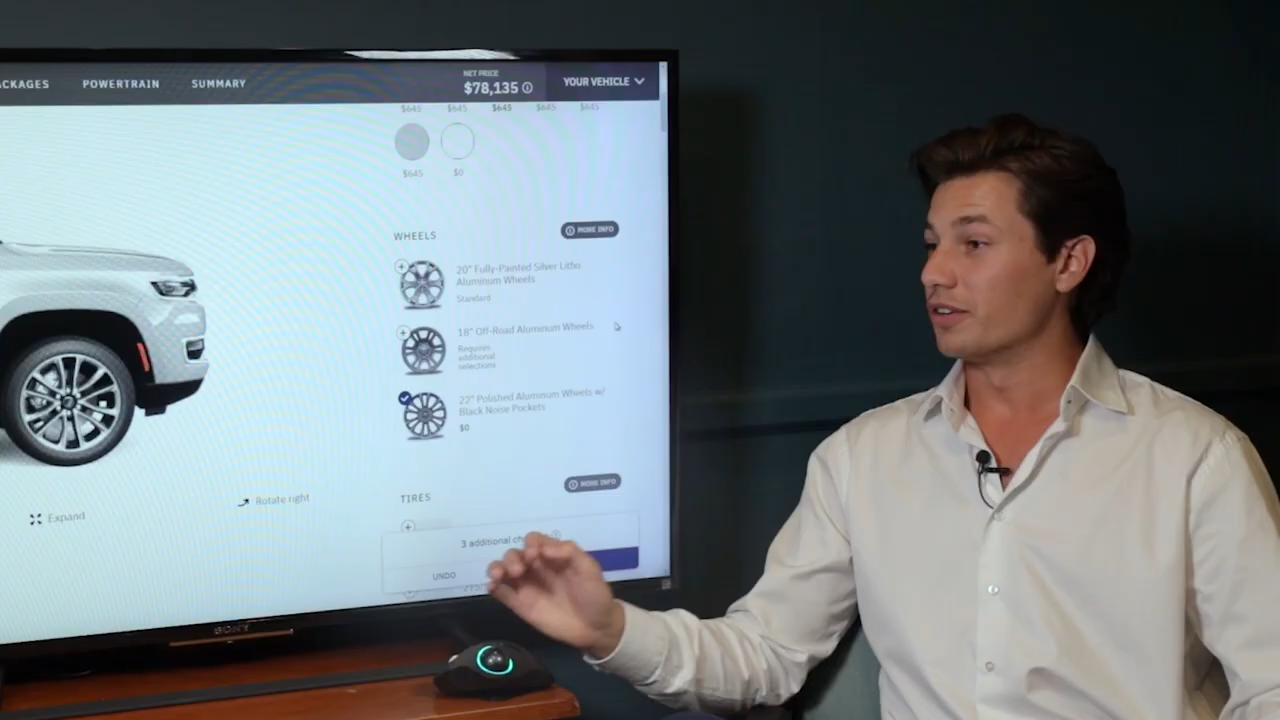 ACKAGES
POWERTRAIN
SUMMARY
NET PRICE
$78,135
YOUR VEHICLE
$645
$645
$645
$645
$645
$645
$0
WHEELS
MORE INFO
20" Fully-Painted Silver Litho
Aluminum Wheels
Standard
18" Off-Road Aluminum Wheels
Requires
additional
selections
22" Polished Aluminum Wheels w/
Black Noise Pockets
$0
TIRES
MORE INFO
Rotate right
Expand
3 additional
UNDO
SONY